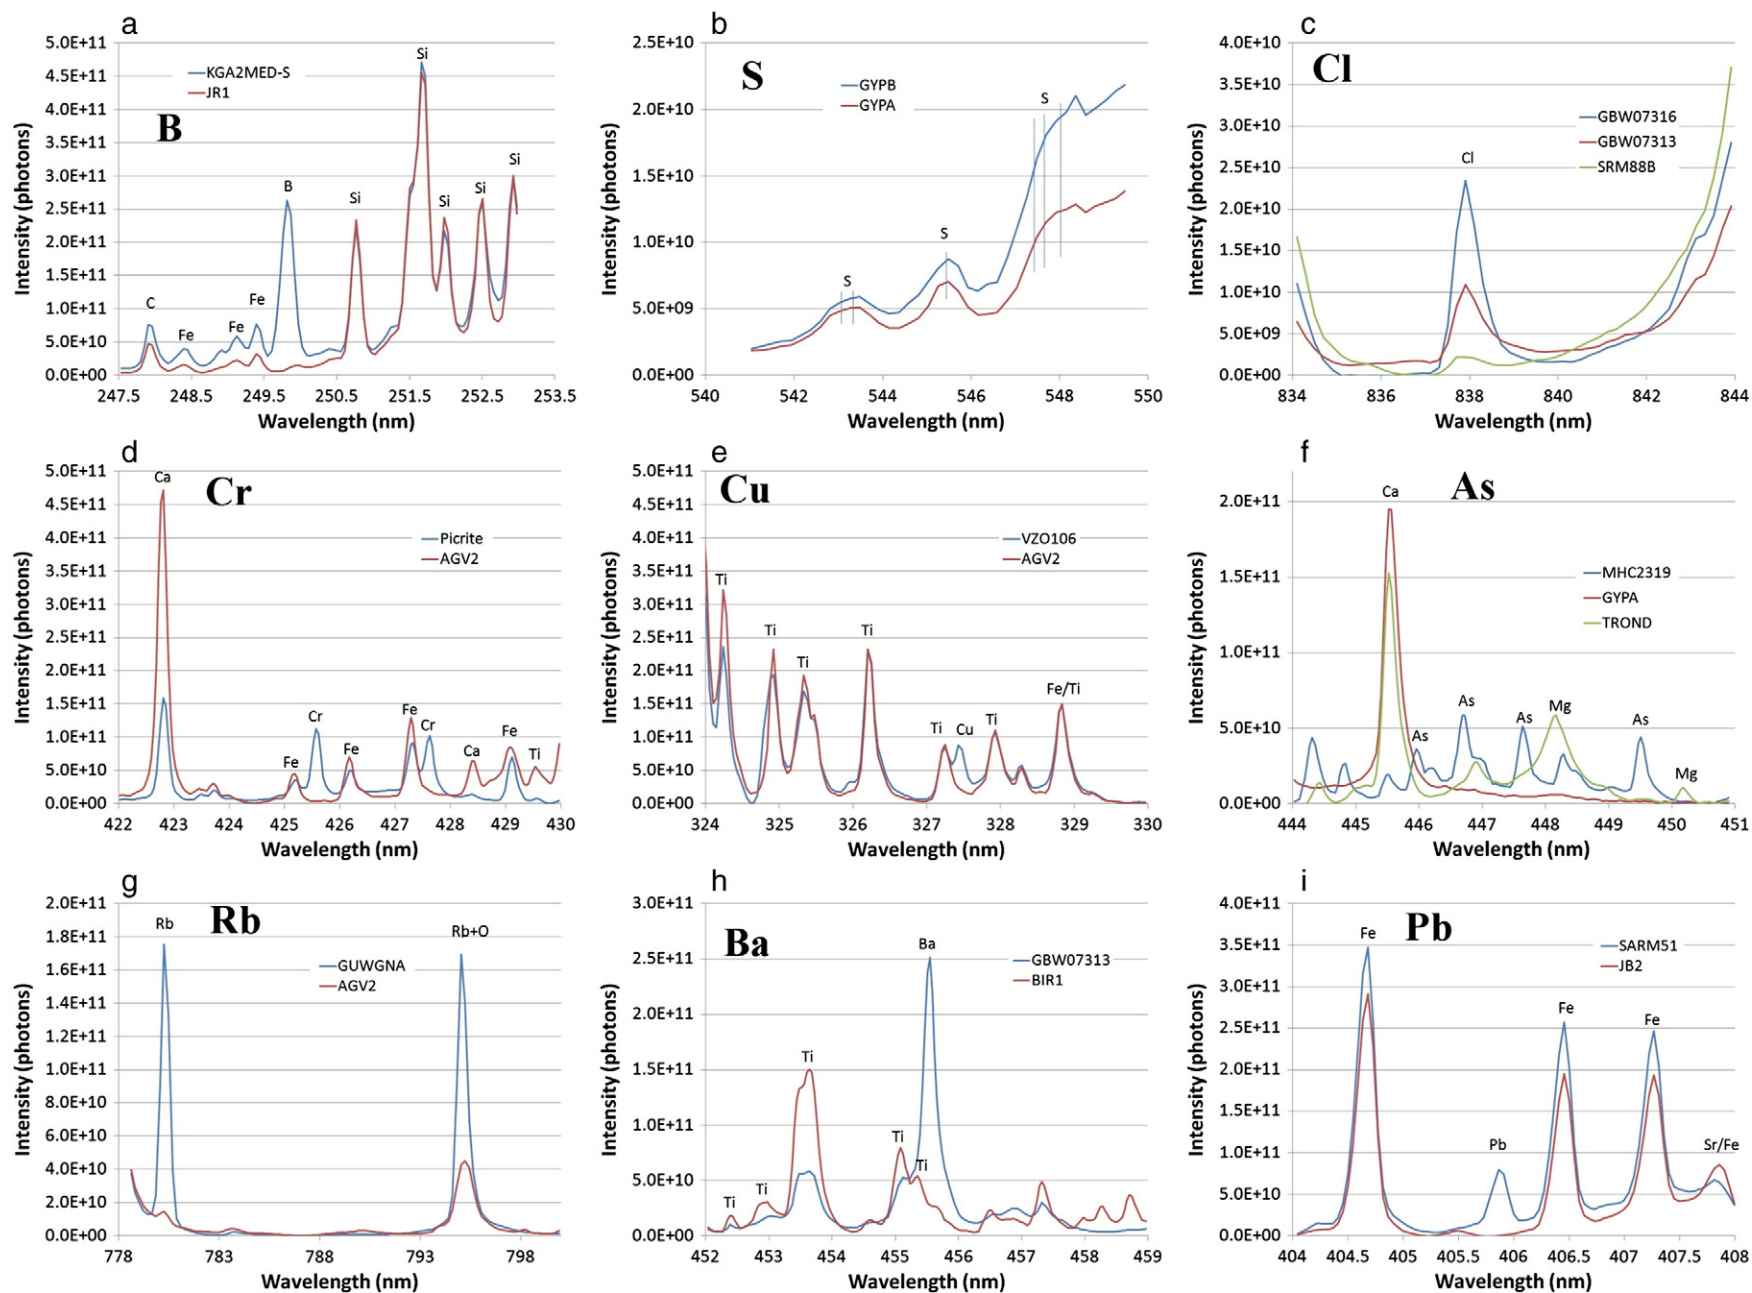 a
B
KGA2MED-S
JR1
C
Fe
Fe
Fe
B
Si
Si
Si
Si
Si
5.0E+11
4.5E+11
4.0E+11
3.5E+11
3.0E+11
2.5E+11
2.0E+11
1.5E+11
1.0E+11
5.0E+10
0.0E+00
247.5 248.5 249.5 250.5 251.5 252.5 253.5
Wavelength (nm)
Intensity (photons)
b
S
GYPB
GYPA
S
S
S
2.5E+10
2.0E+10
1.5E+10
1.0E+10
5.0E+09
0.0E+00
540 542 544 546 548 550
Wavelength (nm)
Intensity (photons)
c
Cl
GBW07316
GBW07313
SRM88B
Cl
4.0E+10
3.5E+10
3.0E+10
2.5E+10
2.0E+10
1.5E+10
1.0E+10
5.0E+09
0.0E+00
834 836 838 840 842 844
Wavelength (nm)
Intensity (photons)
d
Cr
Picrite
AGV2
Ca
Fe
Cr
Fe
Fe
Cr
Ca
Fe
Ti
5.0E+11
4.5E+11
4.0E+11
3.5E+11
3.0E+11
2.5E+11
2.0E+11
1.5E+11
1.0E+11
5.0E+10
0.0E+00
422 423 424 425 426 427 428 429 430
Wavelength (nm)
Intensity (photons)
e
Cu
VZO106
AGV2
Ti
Ti
Ti
Ti
Ti
Cu
Ti
Fe/Ti
5.0E+11
4.5E+11
4.0E+11
3.5E+11
3.0E+11
2.5E+11
2.0E+11
1.5E+11
1.0E+11
5.0E+10
0.0E+00
324 325 326 327 328 329 330
Wavelength (nm)
Intensity (photons)
f
As
MHC2319
GYPA
TROND
Ca
As
As
As
Mg
As
Mg
2.0E+11
1.5E+11
1.0E+11
5.0E+10
0.0E+00
444 445 446 447 448 449 450 451
Wavelength (nm)
Intensity (photons)
g
Rb
GUWGNA
AGV2
Rb
Rb+O
2.0E+11
1.8E+11
1.6E+11
1.4E+11
1.2E+11
1.0E+11
8.0E+10
6.0E+10
4.0E+10
2.0E+10
0.0E+00
778 783 788 793 798
Wavelength (nm)
Intensity (photons)
h
Ba
GBW07313
BIR1
Ti
Ti
Ti
Ti
Ti
Ba
3.0E+11
2.5E+11
2.0E+11
1.5E+11
1.0E+11
5.0E+10
0.0E+00
452 453 454 455 456 457 458 459
Wavelength (nm)
Intensity (photons)
i
Pb
SARM51
JB2
Fe
Pb
Fe
Fe
Sr/Fe
4.0E+11
3.5E+11
3.0E+11
2.5E+11
2.0E+11
1.5E+11
1.0E+11
5.0E+10
0.0E+00
404 404.5 405 405.5 406 406.5 407 407.5 408
Wavelength (nm)
Intensity (photons)